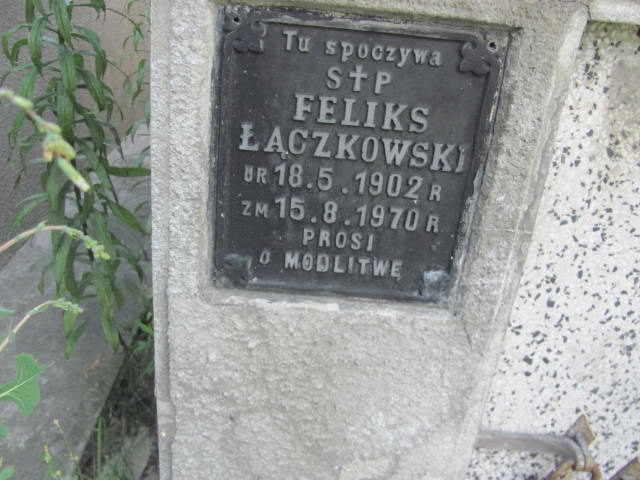 Tu spoczywa
S✝P
FELIKS
ŁĄCZKOWSKI
UR 18.5.1902 R
ZM 15.8.1970 R
PROSI
O MODLITWĘ